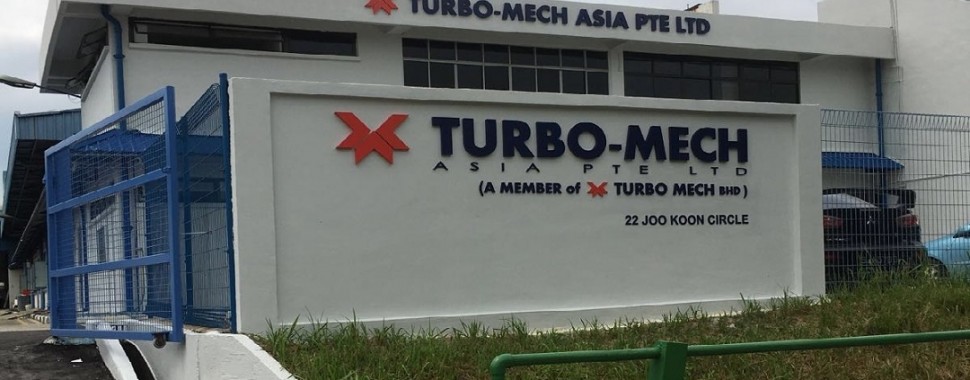 TURBO-MECH ASIA PTE LTD
TURBO-MECH
ASIA PTE LTD
(A MEMBER of TURBO MECH BHD)
22 JOO KOON CIRCLE